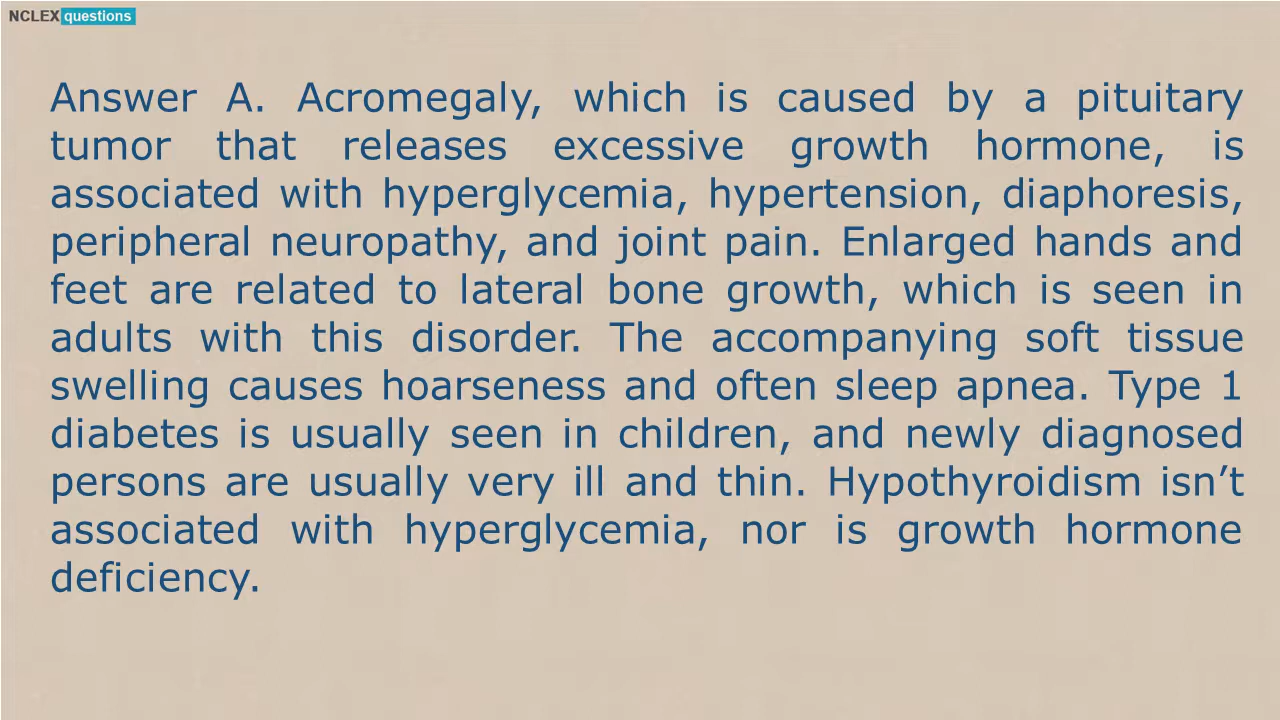 NCLEX questions
Answer A. Acromegaly, which is caused by a pituitary
tumor that releases excessive growth hormone, is
associated with hyperglycemia, hypertension, diaphoresis,
peripheral neuropathy, and joint pain. Enlarged hands and
feet are related to lateral bone growth, which is seen in
adults with this disorder. The accompanying soft tissue
swelling causes hoarseness and often sleep apnea. Type 1
diabetes is usually seen in children, and newly diagnosed
persons are usually very ill and thin. Hypothyroidism isn’t
associated with hyperglycemia, nor is growth hormone
deficiency.